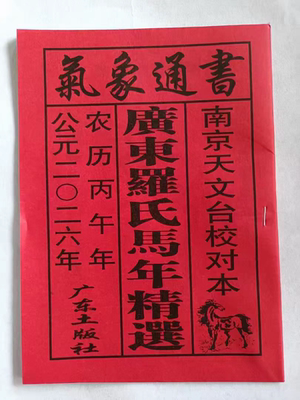 氣象通書
南京天文台校对本
廣東羅氏馬年精選
农历丙午年
公元二〇二六年
广东土版社